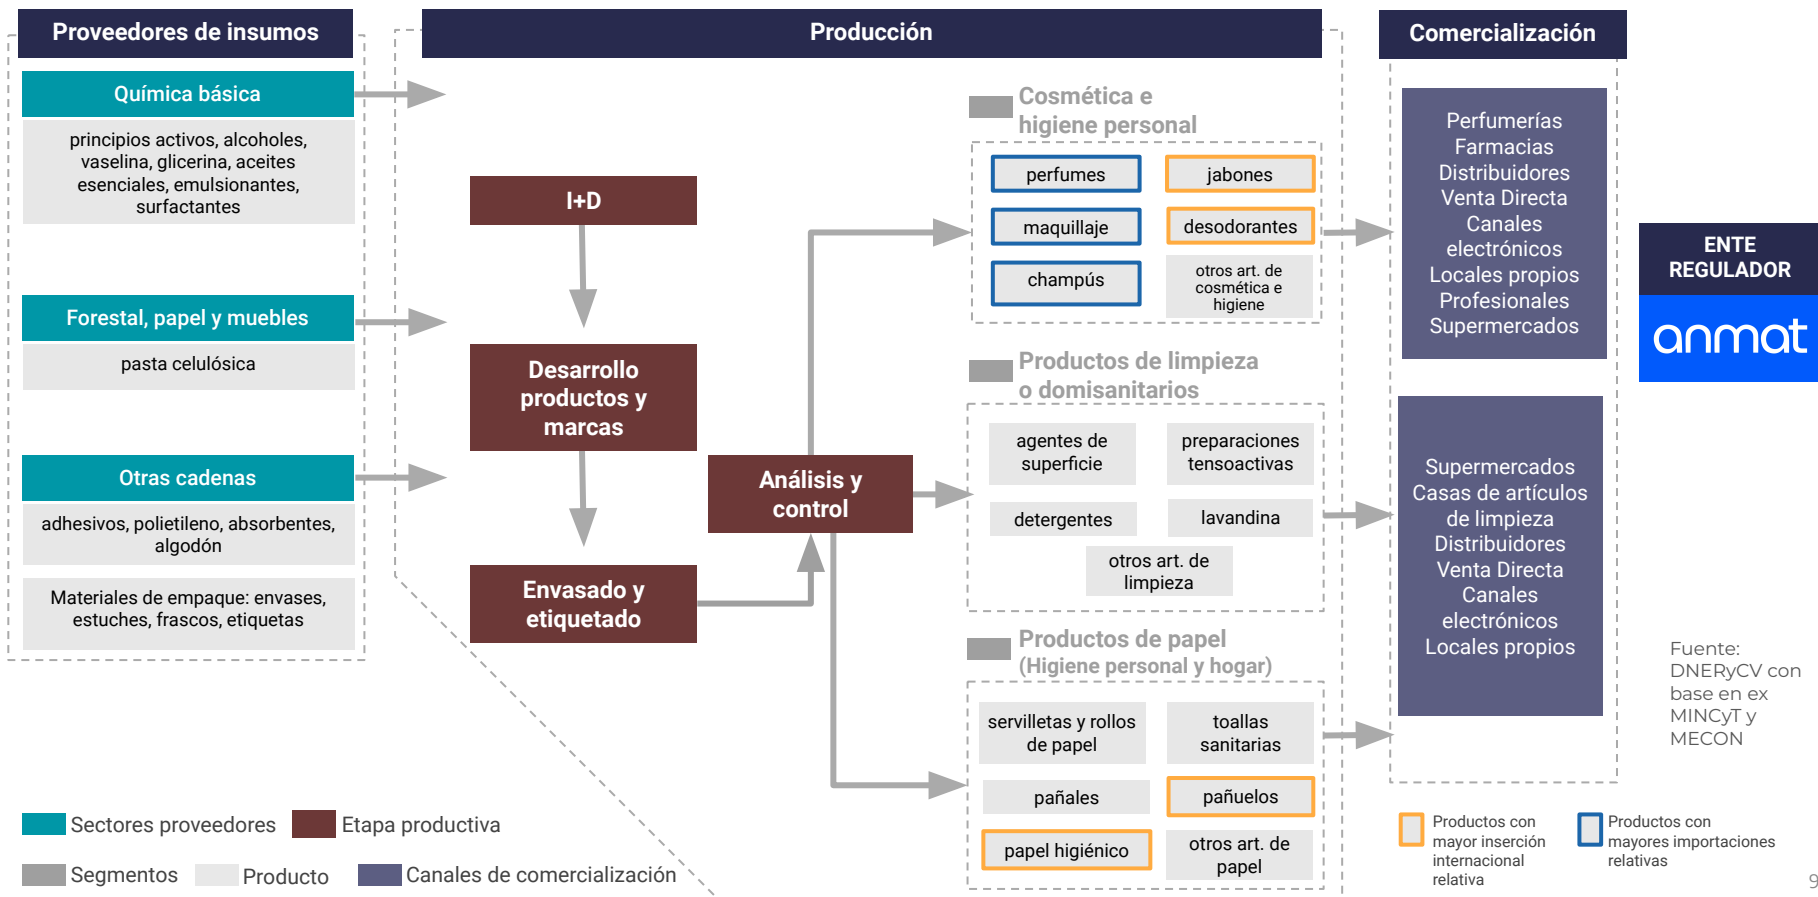 Proveedores de insumos
Química básica
principios activos, alcoholes,
vaselina, glicerina, aceites
esenciales, emulsionantes,
surfactantes
Forestal, papel y muebles
pasta celulósica
Otras cadenas
adhesivos, polietileno, absorbentes,
algodón
Materiales de empaque: envases,
estuches, frascos, etiquetas
Producción
I+D
Desarrollo
productos y
marcas
Envasado y
etiquetado
Análisis y
control
Cosmética e
higiene personal
perfumes
jabones
maquillaje
desodorantes
champús
otros art. de
cosmética e
higiene
Productos de limpieza
o domisanitarios
agentes de
superficie
preparaciones
tensoactivas
detergentes
lavandina
otros art. de
limpieza
Productos de papel
(Higiene personal y hogar)
servilletas y rollos
de papel
toallas
sanitarias
pañales
pañuelos
papel higiénico
otros art. de
papel
Comercialización
Perfumerías
Farmacias
Distribuidores
Venta Directa
Canales
electrónicos
Locales propios
Profesionales
Supermercados
Supermercados
Casas de artículos
de limpieza
Distribuidores
Venta Directa
Canales
electrónicos
Locales propios
ENTE
REGULADOR
anmat
Fuente:
DNERyCV con
base en ex
MINCyT y
MECON
Sectores proveedores
Etapa productiva
Segmentos
Producto
Canales de comercialización
Productos con
mayor inserción
internacional
relativa
Productos con
mayores importaciones
relativas
9